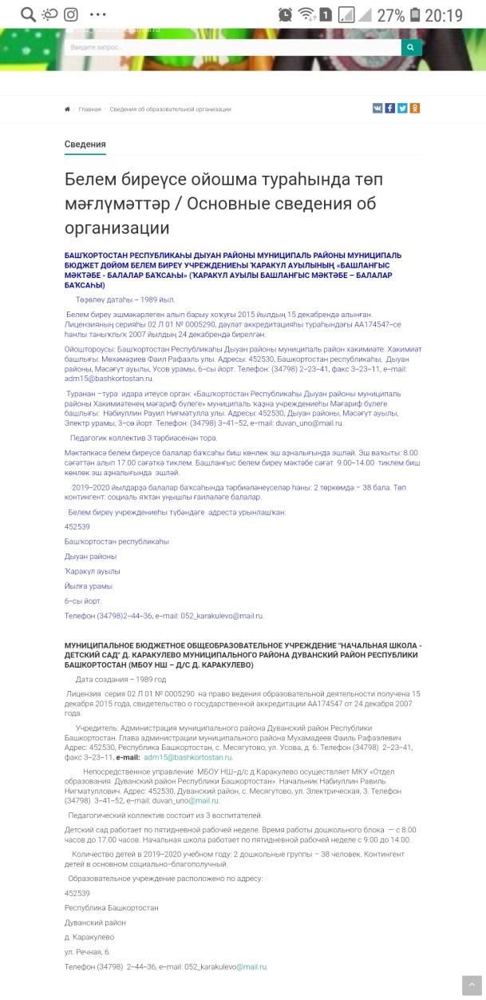 27% 20:19
Введите запрос...
Главная / Сведения об образовательной организации
Сведения
Белем биреүсе ойошма тураһында төп
мәғлүмәттәр / Основные сведения об
организации
БАШҠОРТОСТАН РЕСПУБЛИКАҺЫ ДЫУАН РАЙОНЫ МУНИЦИПАЛЬ РАЙОНЫ МУНИЦИПАЛЬ
БЮДЖЕТ ДӨЙӨМ БЕЛЕМ БИРЕҮ УЧРЕЖДЕНИЕҺЫ ҠАРАКҮЛ АУЫЛЫНЫҢ «БАШЛАНҒЫС
МӘКТӘБЕ - БАЛАЛАР БАҠСАҺЫ» (ҠАРАКҮЛ АУЫЛЫ БАШЛАНҒЫС МӘКТӘБЕ – БАЛАЛАР
БАҠСАҺЫ)
Төҙөлөү датаһы – 1989 йыл.
Белем биреү эшмәкәрлеген алып барыу хоҡуғы 2015 йылдың 15 декабрендә алынған.
Лицензияның серияһы 02 Л 01 № 0005290, дәүләт аккредитацияһы тураһындағы АА174547–се
һанлы таныҡлыҡ 2007 йылдың 24 декабрендә бирелгән.
Ойоштороусы: Башҡортостан Республикаһы Дыуан районы муниципаль район хакимиәте. Хакимиәт
башлығы: Мөхәмәҙиев Фаил Рафаэль улы. Адресы: 452530, Башҡортостан республикаһы, Дыуан
районы, Мәсәғүт ауылы, Усов урамы, 6–сы йорт. Телефон: (34798) 2–23–41, факс 3–23–11, e–mail:
adm15@bashkortostan.ru.
Туранан –тура идара итеүсе орган: «Башҡортостан Республикаһы Дыуан районы муниципаль
районы Хакимиәтенең мәғариф бүлеге» муниципаль ҡаҙна учреждениеһы Мәғариф бүлеге
башлығы: Нәбиуллин Рауил Ниғмәтулла улы. Адресы: 452530, Дыуан районы, Мәсәғүт ауылы,
Электр урамы, 3–сө йорт. Телефон: (34798) 3–41–52, e–mail: duvan_uno@mail.ru.
Педагогик коллектив 3 тәрбиәсенән тора.
Мәктәпкәсә белем биреүсе балалар баҡсаһы биш көнлөк эш аҙналығында эшләй. Эш ваҡыты: 8.00
сәғәттән алып 17.00 сәғәткә тиклем. Башланғыс белем биреү мәктәбе сәғәт 9.00–14.00 тиклем биш
көнлөк эш аҙналығында эшләй.
2019–2020 йылдарҙа балалар баҡсаһында тәрбиәләнеүселәр һаны: 2 төркөмдә – 38 бала. Төп
контингент: социаль яҡтан уңышлы ғаиләләге балалар.
Белем биреү учреждениеһы түбәндәге адреста урынлашҡан:
452539
Башҡортостан республикаһы
Дыуан районы
Ҡаракүл ауылы
Йылға урамы
6–сы йорт.
Телефон (34798)2–44–36, e–mail: 052_karakulevo@mail.ru.
МУНИЦИПАЛЬНОЕ БЮДЖЕТНОЕ ОБЩЕОБРАЗОВАТЕЛЬНОЕ УЧРЕЖДЕНИЕ "НАЧАЛЬНАЯ ШКОЛА -
ДЕТСКИЙ САД" Д. КАРАКУЛЕВО МУНИЦИПАЛЬНОГО РАЙОНА ДУВАНСКИЙ РАЙОН РЕСПУБЛИКИ
БАШКОРТОСТАН (МБОУ НШ – Д/С Д. КАРАКУЛЕВО)
Дата создания – 1989 год
Лицензия серия 02 Л 01 № 0005290 на право ведения образовательной деятельности получена 15
декабря 2015 года, свидетельство о государственной аккредитации АА174547 от 24 декабря 2007
года.
Учредитель: Администрация муниципального района Дуванский район Республики
Башкортостан. Глава администрации муниципального района Мухамадеев Фаиль Рафаэлевич.
Адрес: 452530, Республика Башкортостан, с. Месягутово, ул. Усова, д. 6. Телефон (34798) 2–23–41,
факс 3–23–11, e-mail: adm15@bashkortostan.ru.
Непосредственное управление МБОУ НШ–д/с д.Каракулево осуществляет МКУ «Отдел
образования Дуванский район Республики Башкортостан». Начальник Набиуллин Равиль
Нигматуллович. Адрес: 452530, Дуванский район, с. Месягутово, ул. Электрическая, 3. Телефон
(34798) 3–41–52, e–mail: duvan_uno@mail.ru.
Педагогический коллектив состоит из 3 воспитателей.
Детский сад работает по пятидневной рабочей неделе. Время работы дошкольного блока — с 8.00
часов до 17.00 часов. Начальная школа работает по пятидневной рабочей неделе с 9.00 до 14.00.
Количество детей в 2019–2020 учебном году: 2 дошкольные группы – 38 человек. Контингент
детей в основном социально–благополучный.
Образовательное учреждение расположено по адресу:
452539
Республика Башкортостан
Дуванский район
д. Каракулево
ул. Речная, 6.
Телефон (34798) 2–44–36, e–mail: 052_karakulevo@mail.ru.